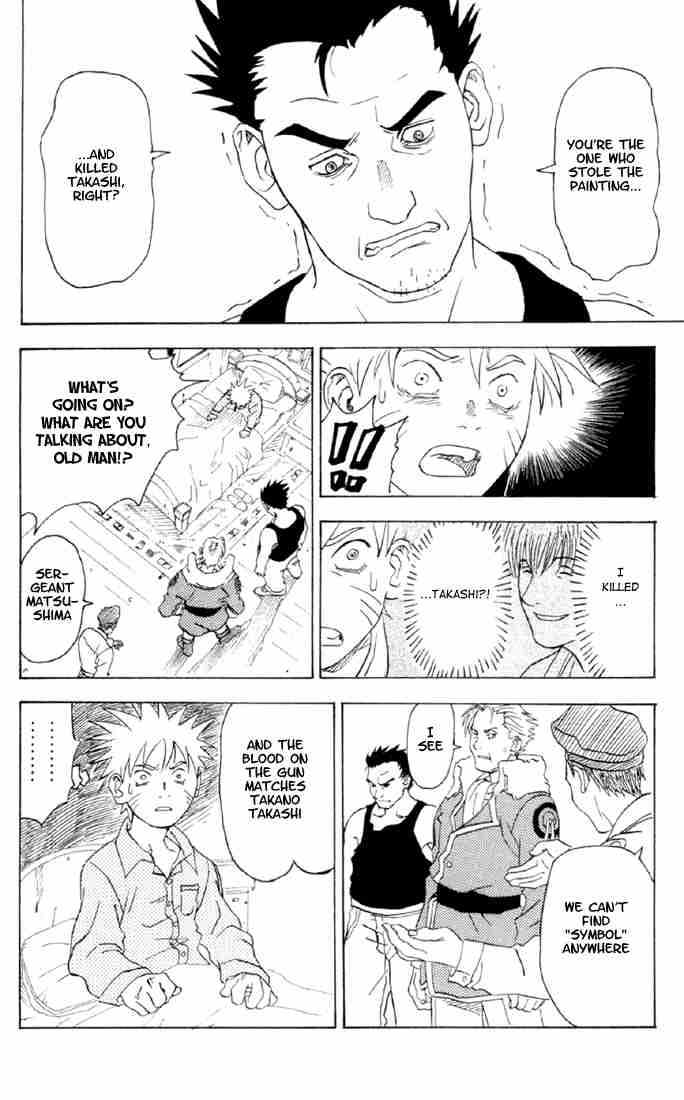 YOU'RE THE
ONE WHO
STOLE THE
PAINTING...
...AND
KILLED
TAKASHI,
RIGHT?
!!
WHAT'S
GOING ON?
WHAT ARE YOU
TALKING ABOUT,
OLD MAN!?
SER-
GEANT
MATSU-
SHIMA
I
KILLED
...
...TAKASHI?!
I
SEE
WE CAN'T
FIND
"SYMBOL"
ANYWHERE
AND THE
BLOOD ON
THE GUN
MATCHES
TAKANO
TAKASHI
.........